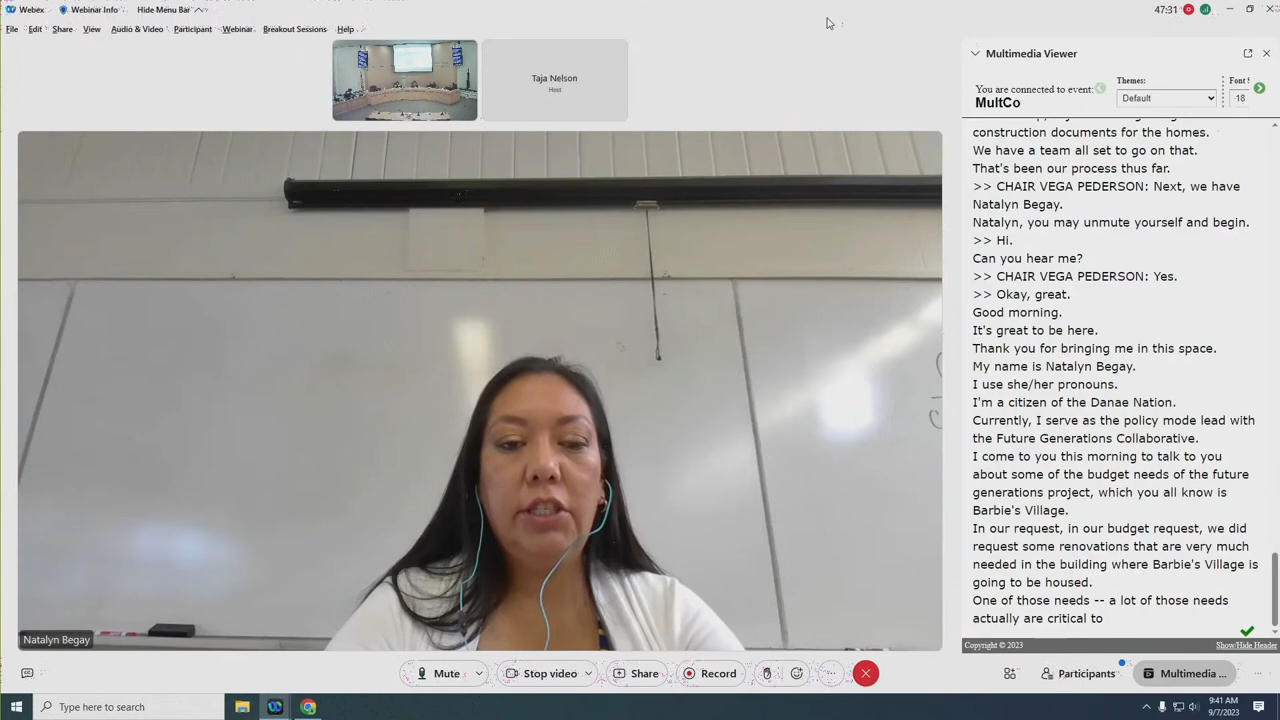 Webex
Webinar Info
Hide Menu Bar
47:31
File Edit Share View Audio & Video Participant Webinar Breakout Sessions Help
Taja Nelson
Host
Multimedia Viewer
You are connected to event:
MultCo
Themes:
Default
Font
18
construction documents for the homes.
We have a team all set to go on that.
That's been our process thus far.
>> CHAIR VEGA PEDERSON: Next, we have
Natalyn Begay.
Natalyn, you may unmute yourself and begin.
>> Hi.
Can you hear me?
>> CHAIR VEGA PEDERSON: Yes.
>> Okay, great.
Good morning.
It's great to be here.
Thank you for bringing me in this space.
My name is Natalyn Begay.
I use she/her pronouns.
I'm a citizen of the Danae Nation.
Currently, I serve as the policy mode lead with
the Future Generations Collaborative.
I come to you this morning to talk to you
about some of the budget needs of the future
generations project, which you all know is
Barbie's Village.
In our request, in our budget request, we did
request some renovations that are very much
needed in the building where Barbie's Village is
going to be housed.
One of those needs -- a lot of those needs
actually are critical to
Copyright © 2023
Show/Hide Header
Natalyn Begay
Mute
Stop video
Share
Record
Participants
Multimedia ...
Type here to search
9:41 AM
9/7/2023